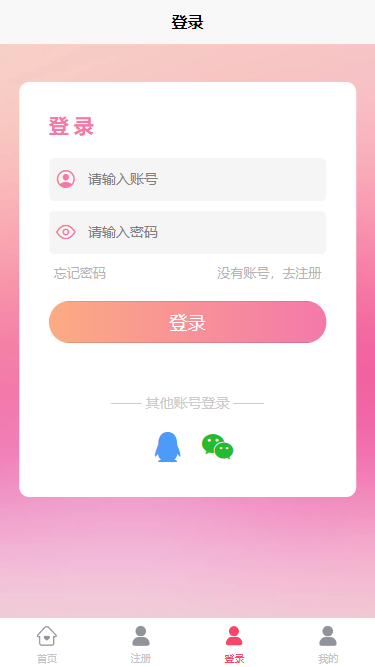 登录
登 录
请输入账号
请输入密码
忘记密码 没有账号，去注册
登录
—— 其他账号登录 ——
首页 注册 登录 我的